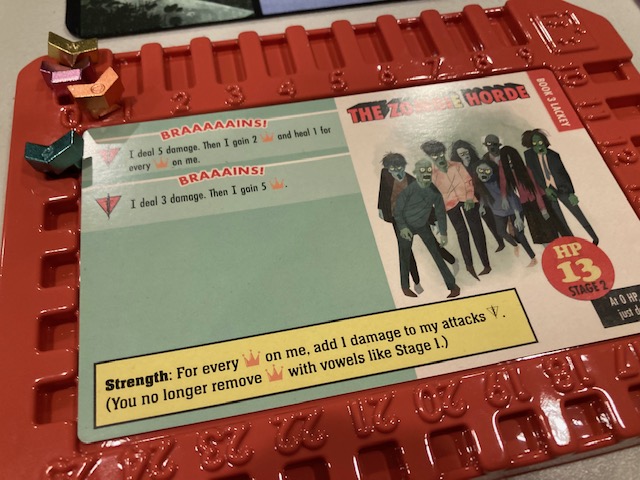 2 3 4 5 6 7 8 9 10
THE ZOMBIE HORDE
BOOK 3 LACKEY
BRAAAAAINS!
I deal 5 damage. Then I gain 2 and heal 1 for
every on me.
BRAAAINS!
I deal 3 damage. Then I gain 5 .
HP
13
STAGE 2
At 0 HP
just d
Strength: For every on me, add 1 damage to my attacks .
(You no longer remove with vowels like Stage 1.)
24 23 22 21 20 19 18 17